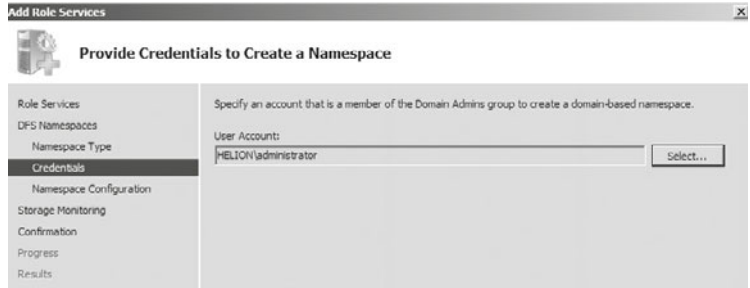 Add Role Services
Provide Credentials to Create a Namespace
Role Services
DFS Namespaces
Namespace Type
Credentials
Namespace Configuration
Storage Monitoring
Confirmation
Progress
Results
Specify an account that is a member of the Domain Admins group to create a domain-based namespace.
User Account:
HELION\administrator
Select...